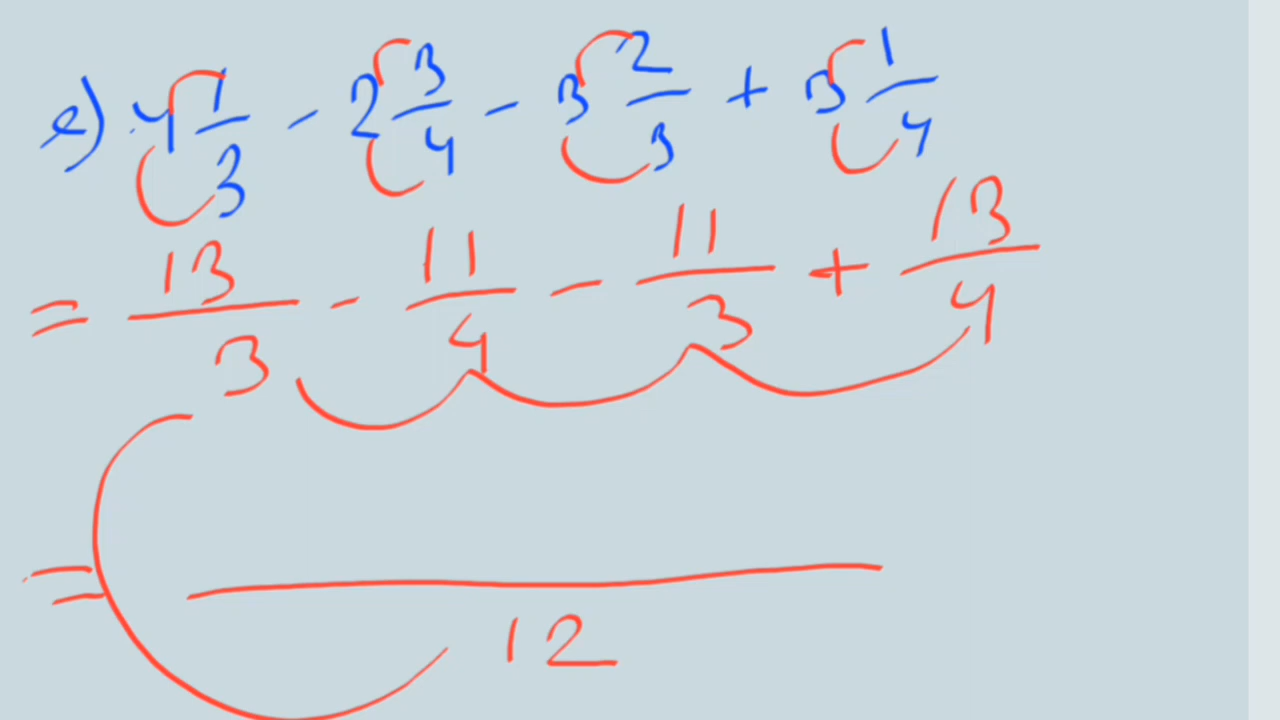 e) 4 1/3 - 2 3/4 - 3 2/3 + 3 1/4
= 13/3 - 11/4 - 11/3 + 13/4
= /12